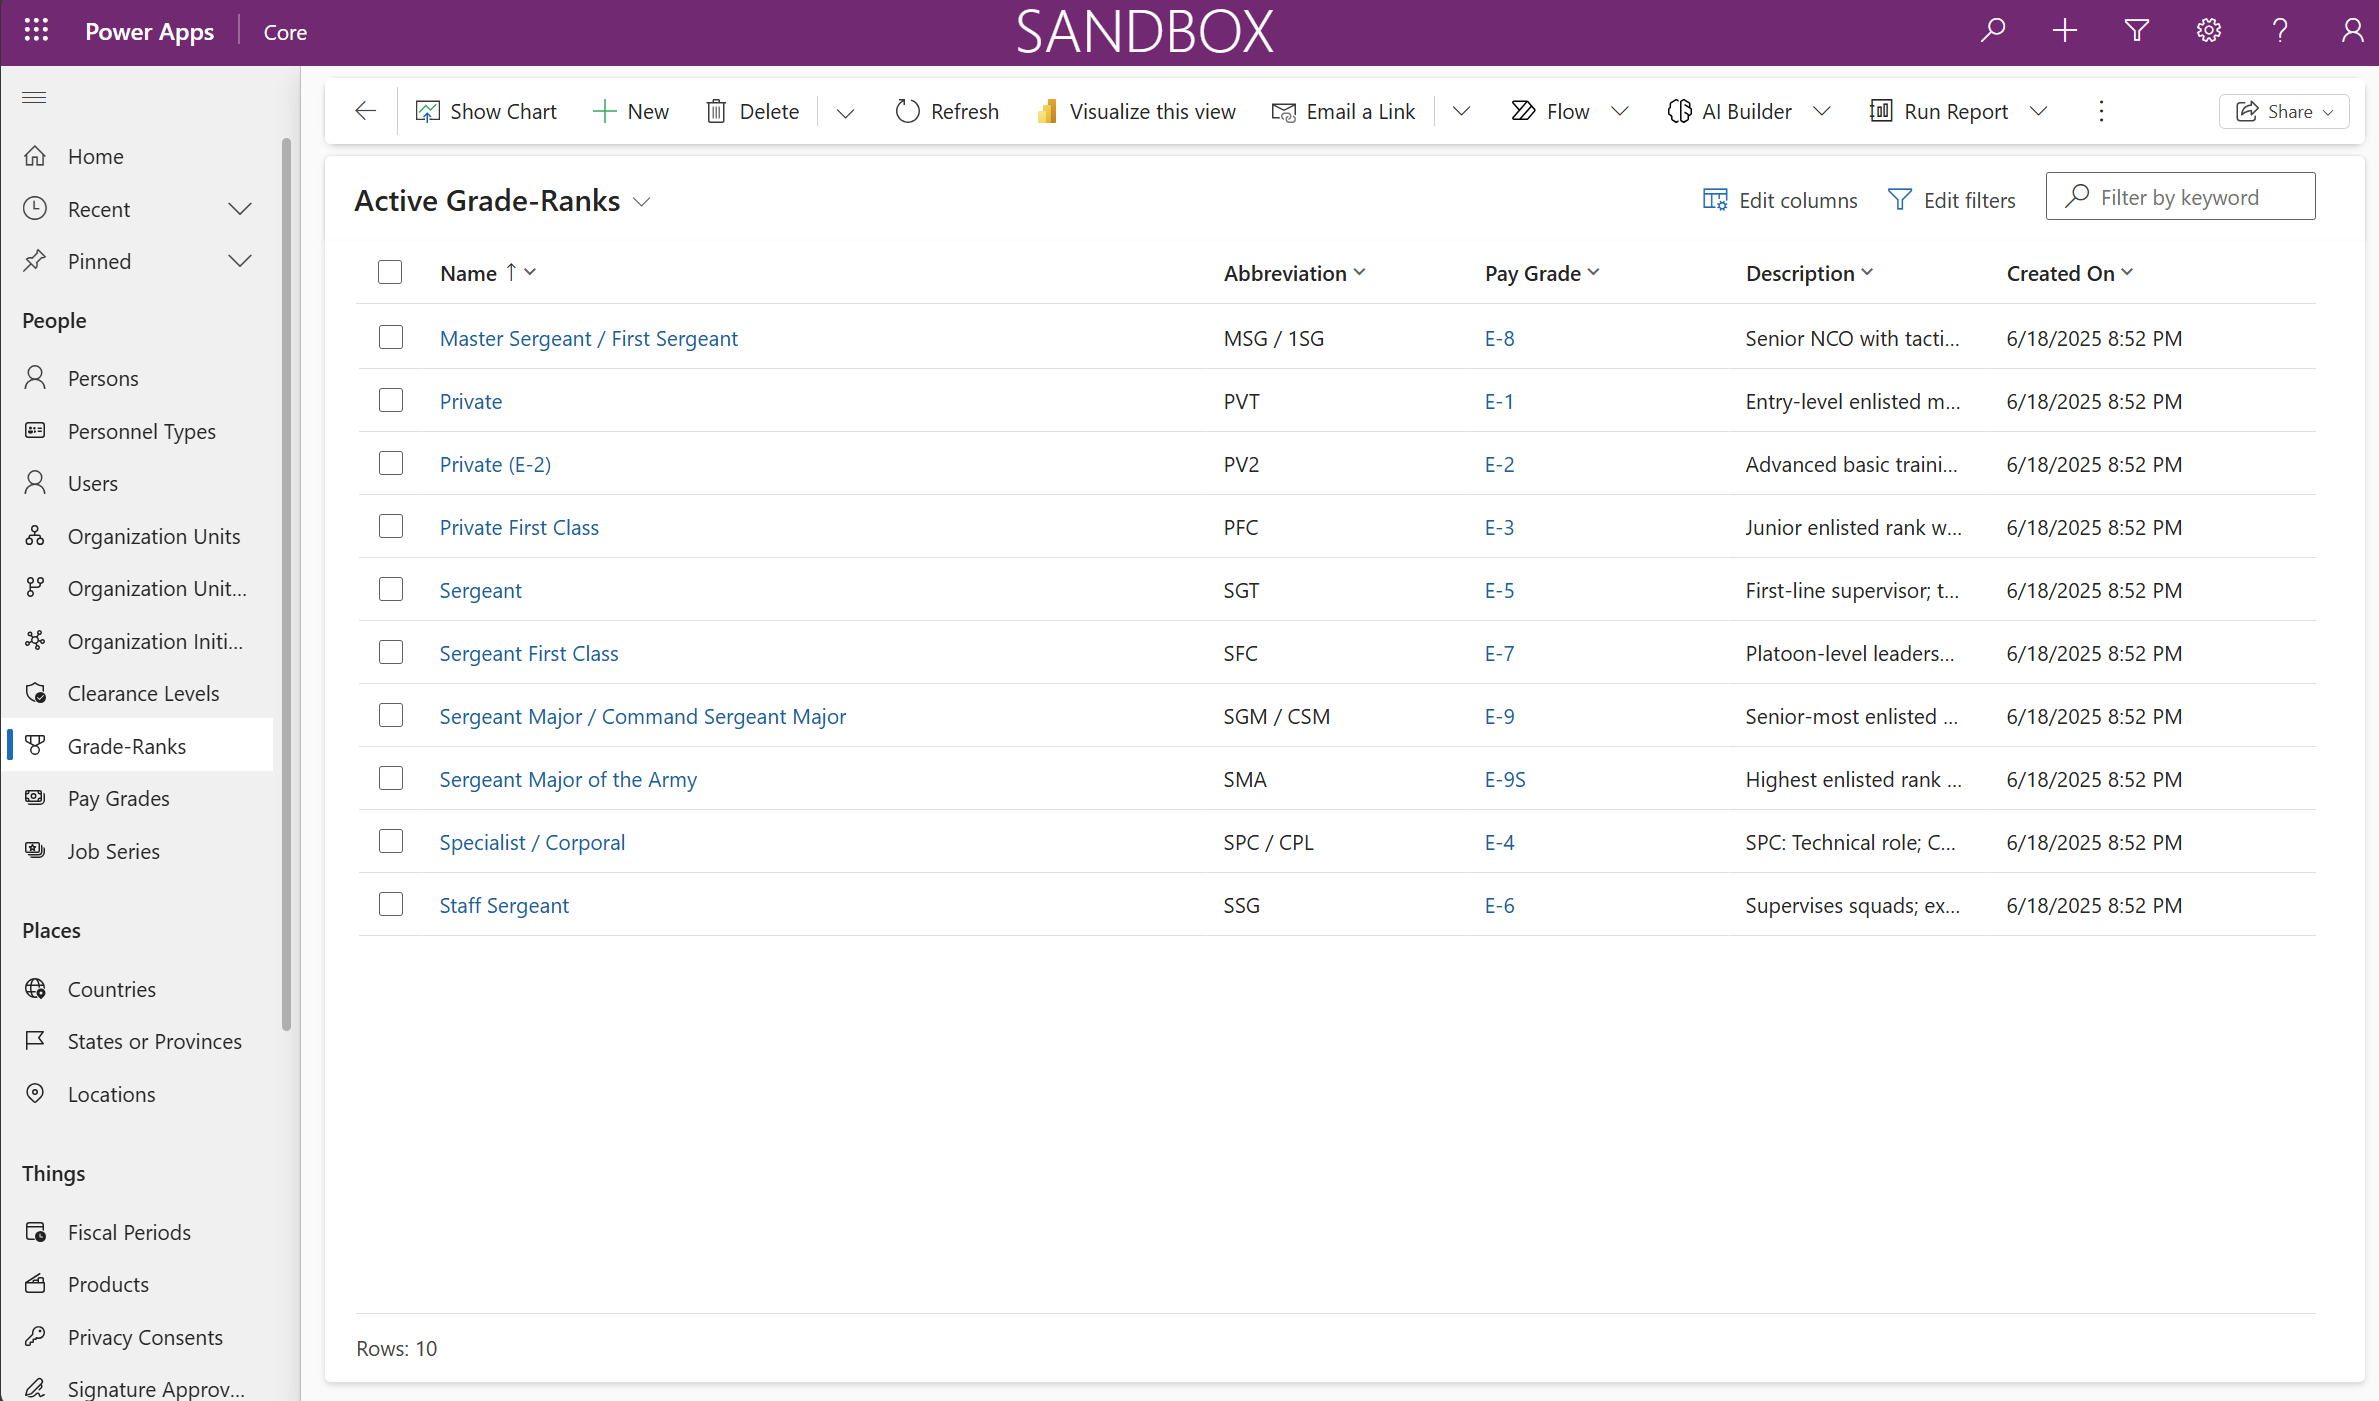 Power Apps Core SANDBOX
Show Chart New Delete Refresh Visualize this view Email a Link Flow AI Builder Run Report Share
Home
Recent
Pinned
People
Persons
Personnel Types
Users
Organization Units
Organization Unit...
Organization Initi...
Clearance Levels
Grade-Ranks
Pay Grades
Job Series
Places
Countries
States or Provinces
Locations
Things
Fiscal Periods
Products
Privacy Consents
Signature Approv...
Active Grade-Ranks Edit columns Edit filters Filter by keyword
Name ↑ Abbreviation Pay Grade Description Created On
Master Sergeant / First Sergeant MSG / 1SG E-8 Senior NCO with tacti... 6/18/2025 8:52 PM
Private PVT E-1 Entry-level enlisted m... 6/18/2025 8:52 PM
Private (E-2) PV2 E-2 Advanced basic traini... 6/18/2025 8:52 PM
Private First Class PFC E-3 Junior enlisted rank w... 6/18/2025 8:52 PM
Sergeant SGT E-5 First-line supervisor; t... 6/18/2025 8:52 PM
Sergeant First Class SFC E-7 Platoon-level leaders... 6/18/2025 8:52 PM
Sergeant Major / Command Sergeant Major SGM / CSM E-9 Senior-most enlisted ... 6/18/2025 8:52 PM
Sergeant Major of the Army SMA E-9S Highest enlisted rank ... 6/18/2025 8:52 PM
Specialist / Corporal SPC / CPL E-4 SPC: Technical role; C... 6/18/2025 8:52 PM
Staff Sergeant SSG E-6 Supervises squads; ex... 6/18/2025 8:52 PM
Rows: 10